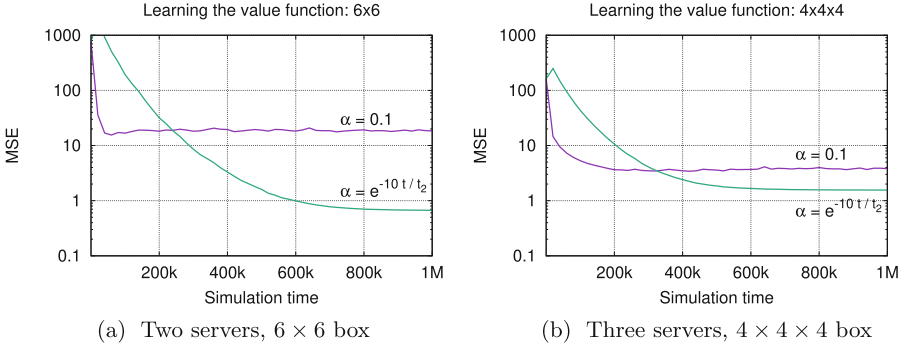 Learning the value function: 6x6
1000
100
10
1
0.1
MSE
α = 0.1
α = e^-10 t / t₂
200k 400k 600k 800k 1M
Simulation time
(a) Two servers, 6 × 6 box
Learning the value function: 4x4x4
1000
100
10
1
0.1
MSE
α = 0.1
α = e^-10 t / t₂
200k 400k 600k 800k 1M
Simulation time
(b) Three servers, 4 × 4 × 4 box